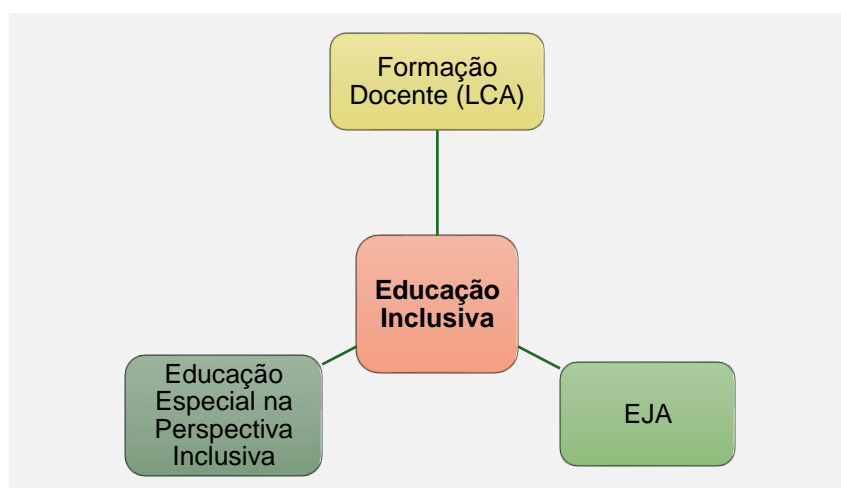 Formação
Docente (LCA)
Educação
Inclusiva
Educação
Especial na
Perspectiva
Inclusiva
EJA